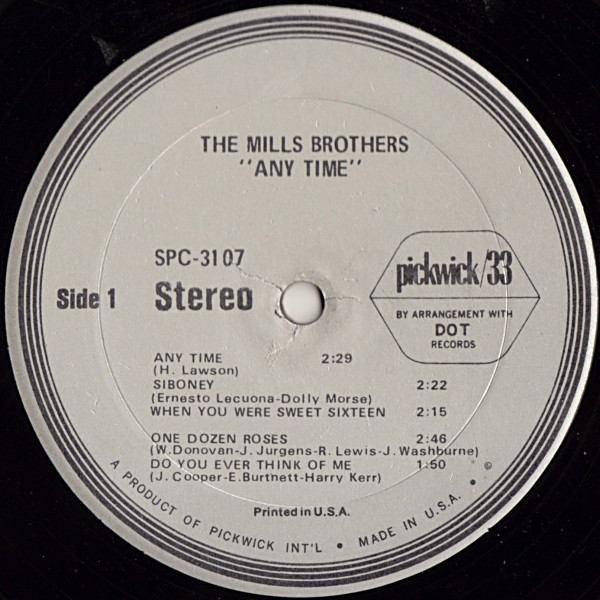 THE MILLS BROTHERS
"ANY TIME"
SPC-3107
Side 1 Stereo
pickwick/33
BY ARRANGEMENT WITH
DOT
RECORDS
ANY TIME 2:29
(H. Lawson)
SIBONEY 2:22
(Ernesto Lecuona-Dolly Morse)
WHEN YOU WERE SWEET SIXTEEN 2:15
ONE DOZEN ROSES 2:46
(W.Donovan-J.Jurgens-R.Lewis-J.Washburne)
DO YOU EVER THINK OF ME 1:50
(J.Cooper-E.Burtnett-Harry Kerr)
Printed in U.S.A.
A PRODUCT OF PICKWICK INT'L • MADE IN U.S.A. • ℗